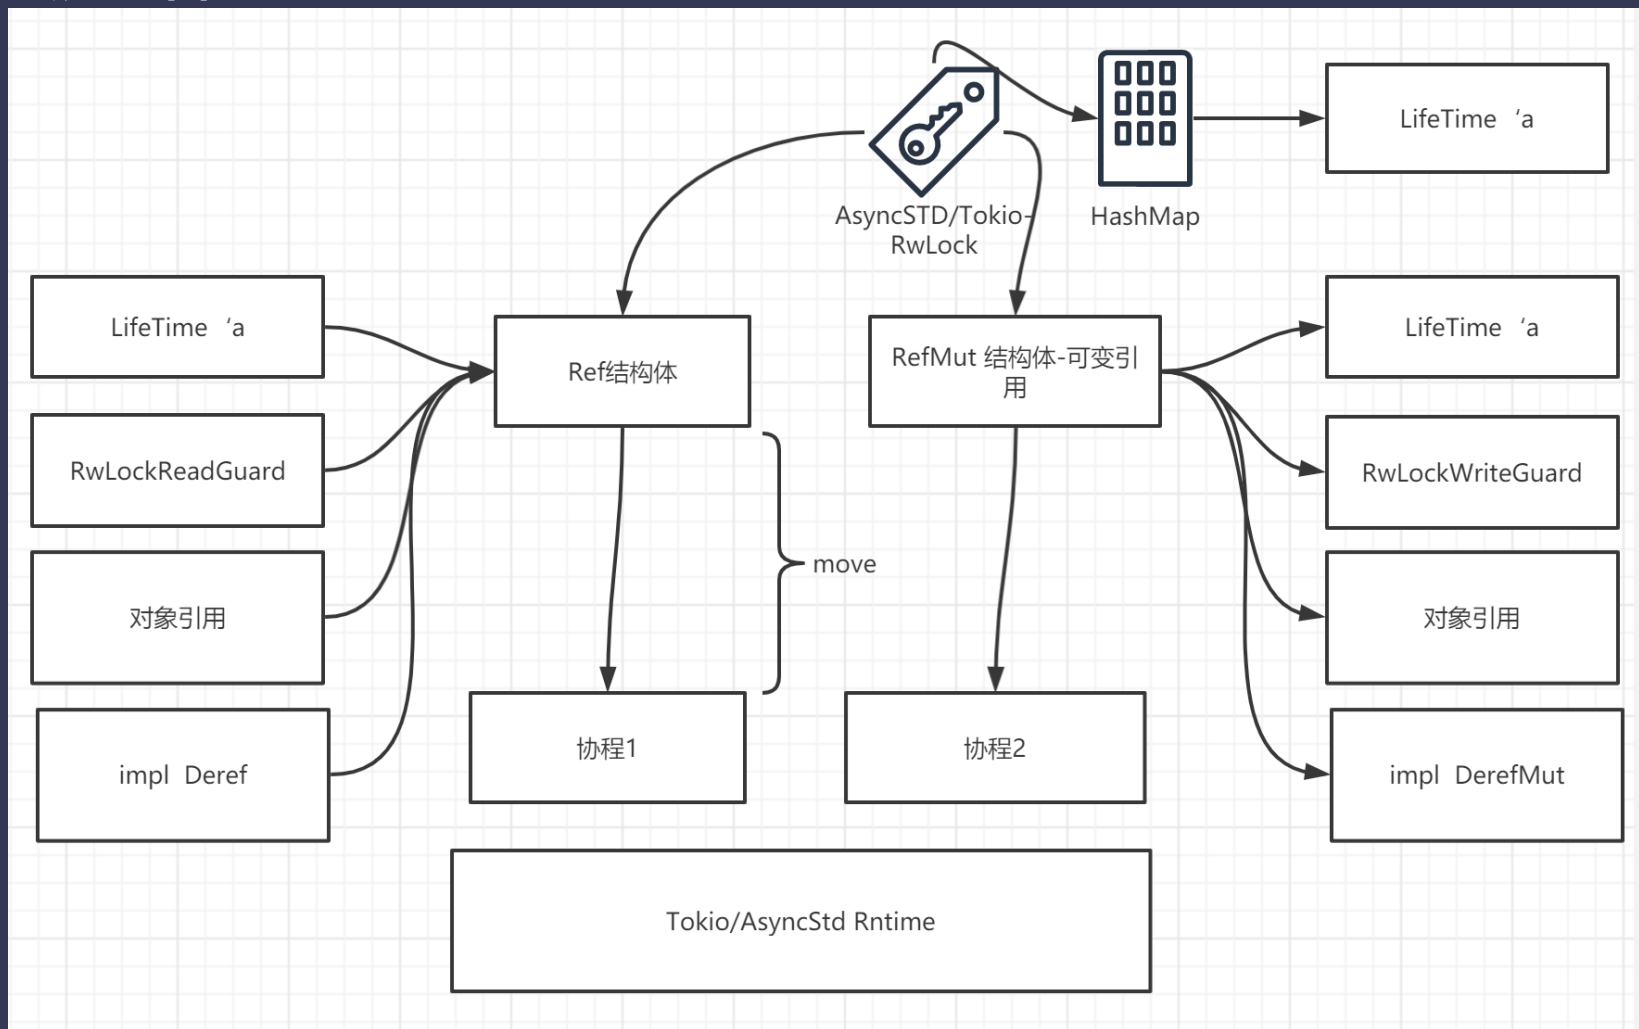 LifeTime ‘a
AsyncSTD/Tokio-
RwLock
HashMap
LifeTime ‘a
LifeTime ‘a
Ref结构体
RefMut 结构体-可变引
用
RwLockReadGuard
RwLockWriteGuard
move
对象引用
对象引用
协程1
协程2
impl Deref
impl DerefMut
Tokio/AsyncStd Rntime